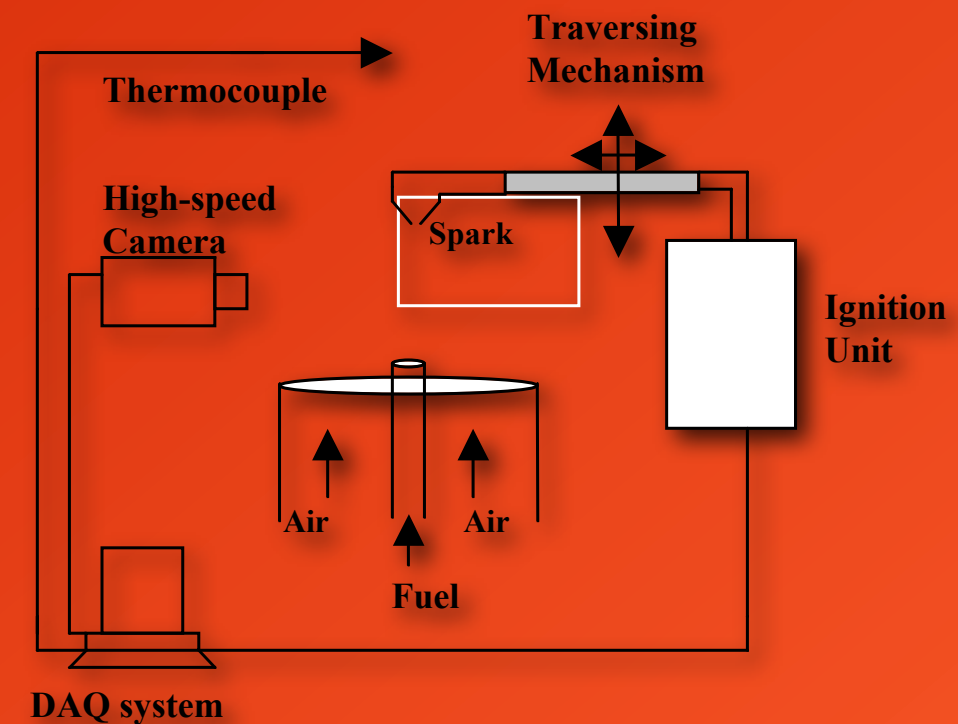 Traversing
Mechanism
Thermocouple
High-speed
Camera
Spark
Ignition
Unit
Air
Air
Fuel
DAQ system